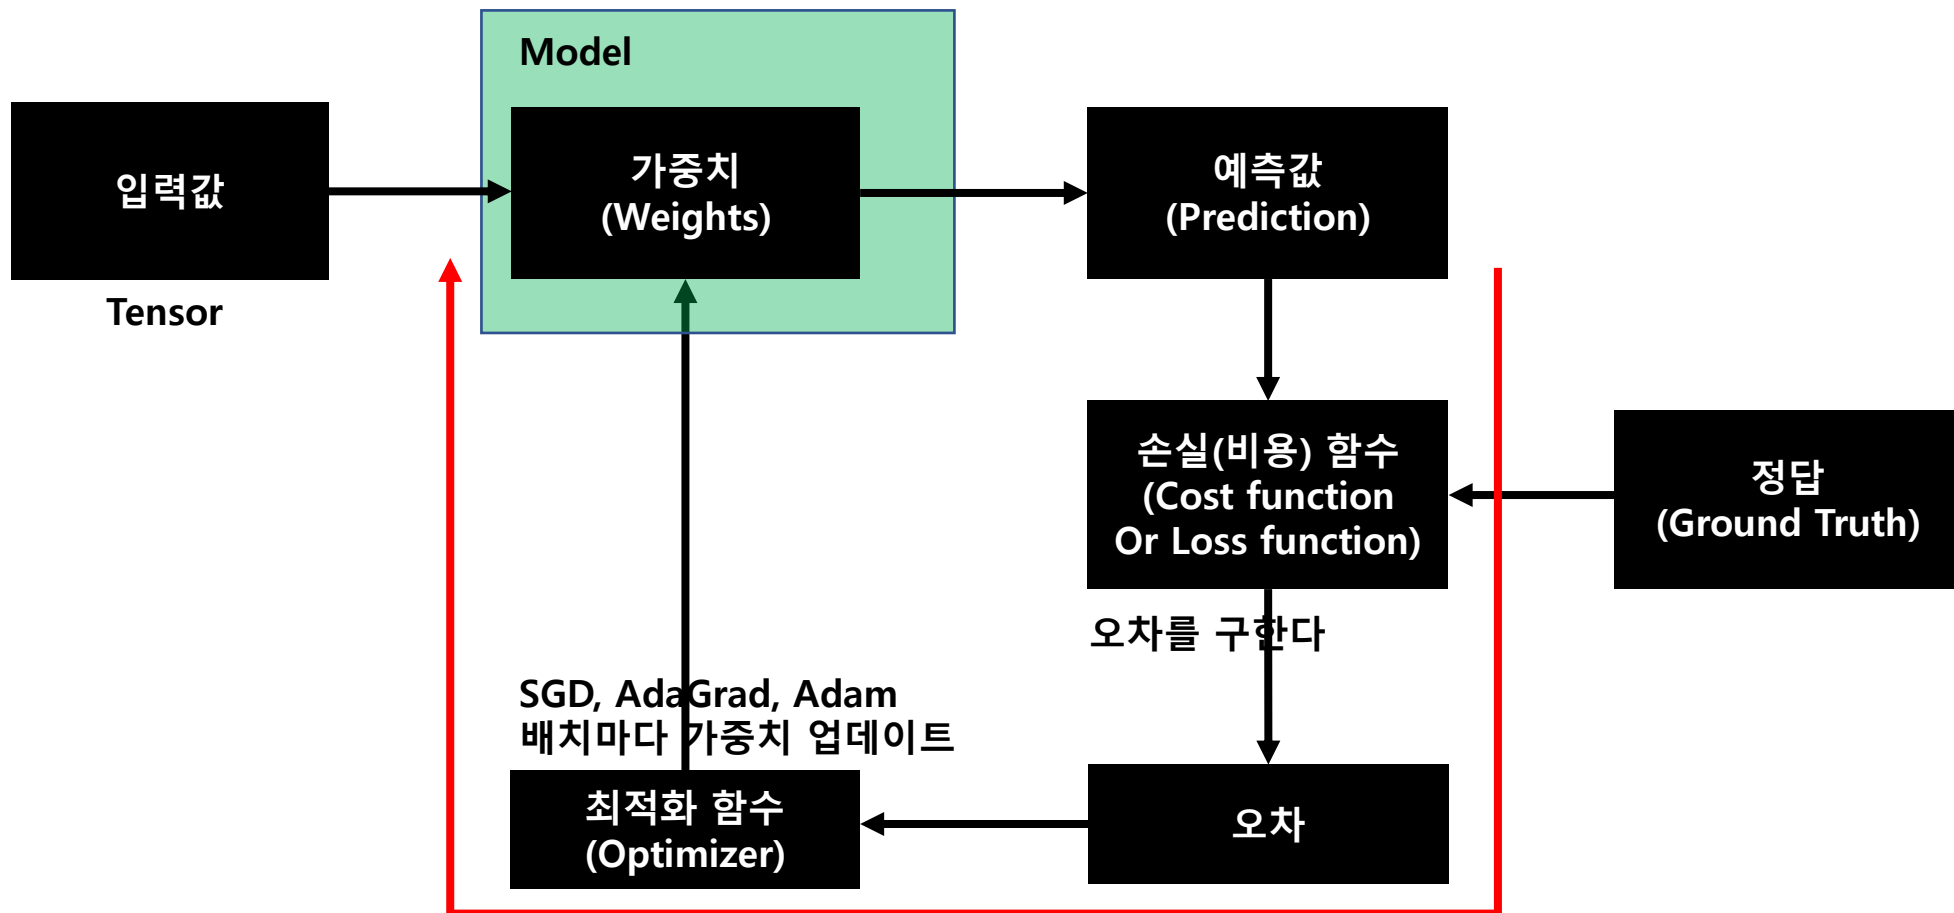 Model
입력값
Tensor
가중치
(Weights)
예측값
(Prediction)
손실(비용) 함수
(Cost function
Or Loss function)
정답
(Ground Truth)
오차를 구한다
오차
SGD, AdaGrad, Adam
배치마다 가중치 업데이트
최적화 함수
(Optimizer)